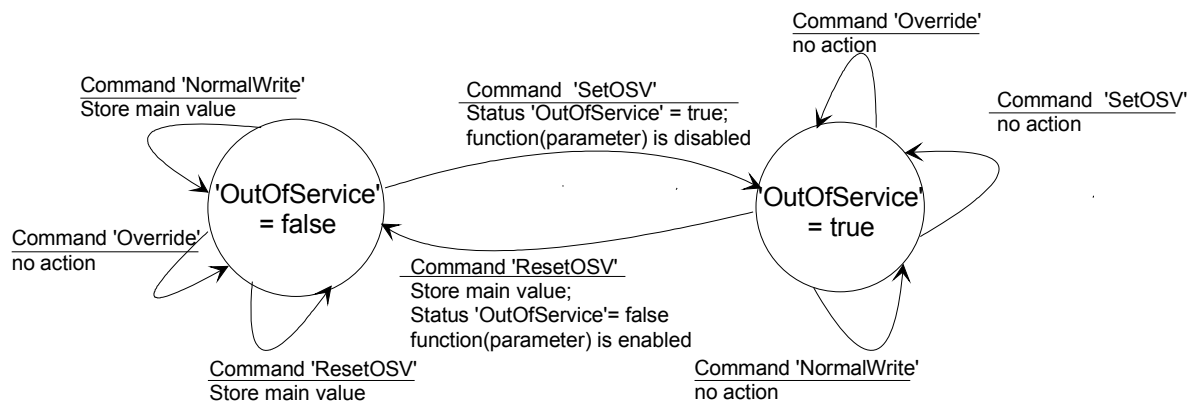 Command 'Override'
no action
Command 'NormalWrite'
Store main value
Command 'SetOSV'
Status 'OutOfService' = true;
function(parameter) is disabled
Command 'SetOSV'
no action
'OutOfService'
= false
'OutOfService'
= true
Command 'Override'
no action
Command 'ResetOSV'
Store main value;
Status 'OutOfService'= false
function(parameter) is enabled
Command 'ResetOSV'
Store main value
Command 'NormalWrite'
no action